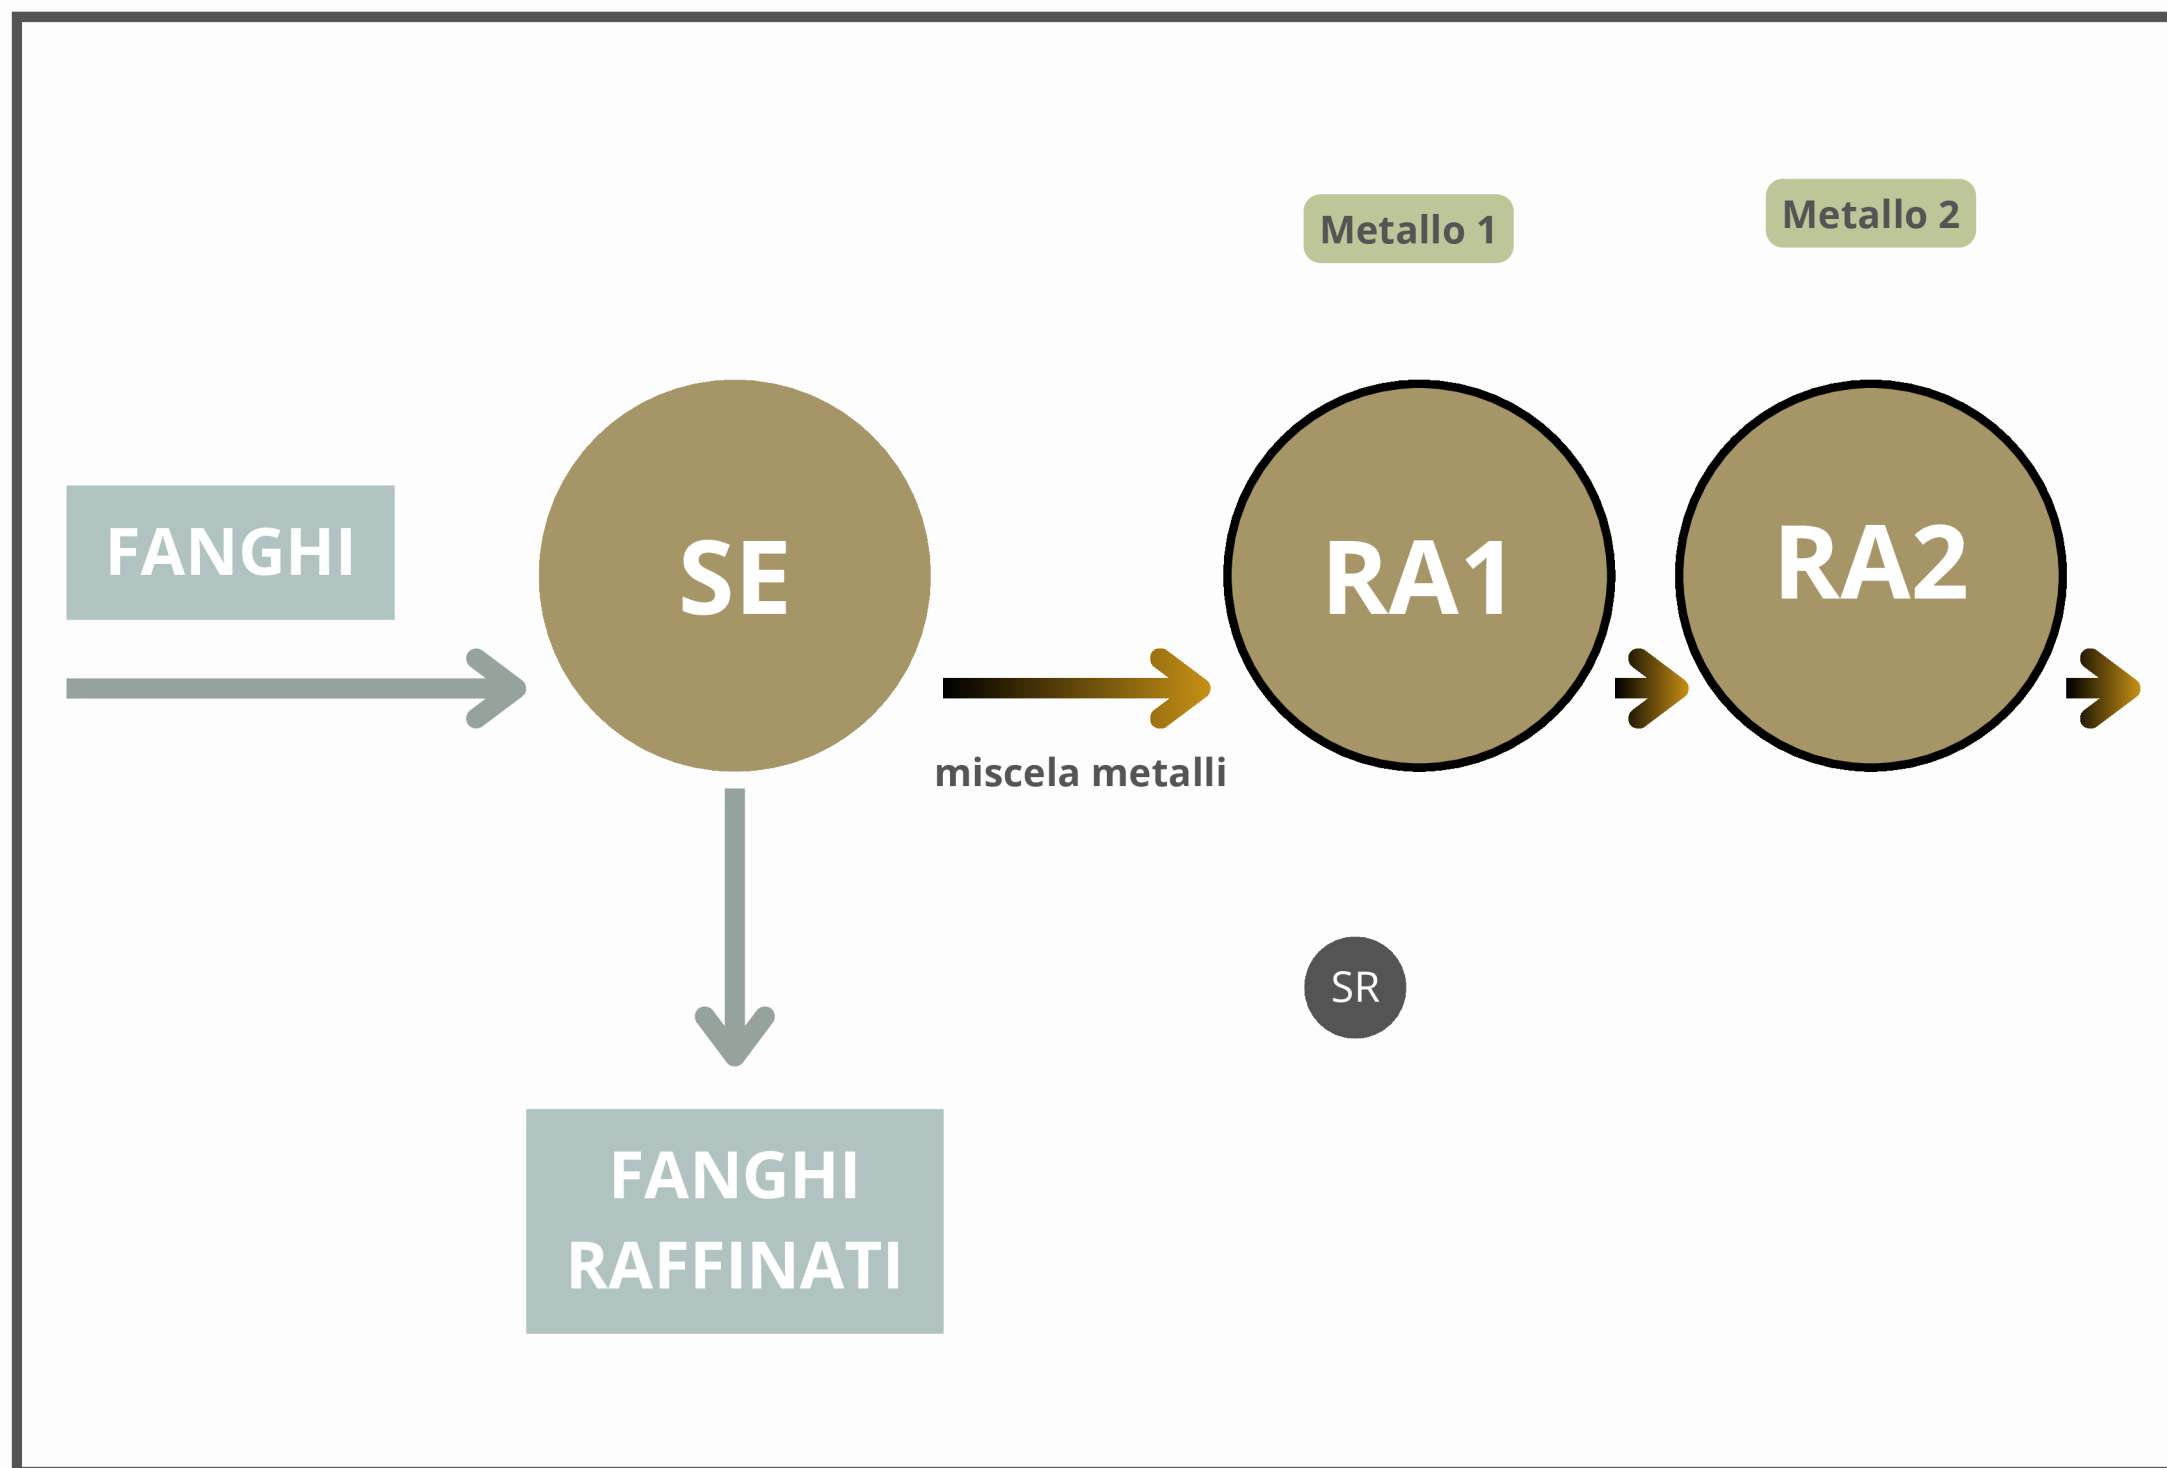 Metallo 1
Metallo 2
FANGHI
SE
RA1
RA2
miscela metalli
SR
FANGHI
RAFFINATI